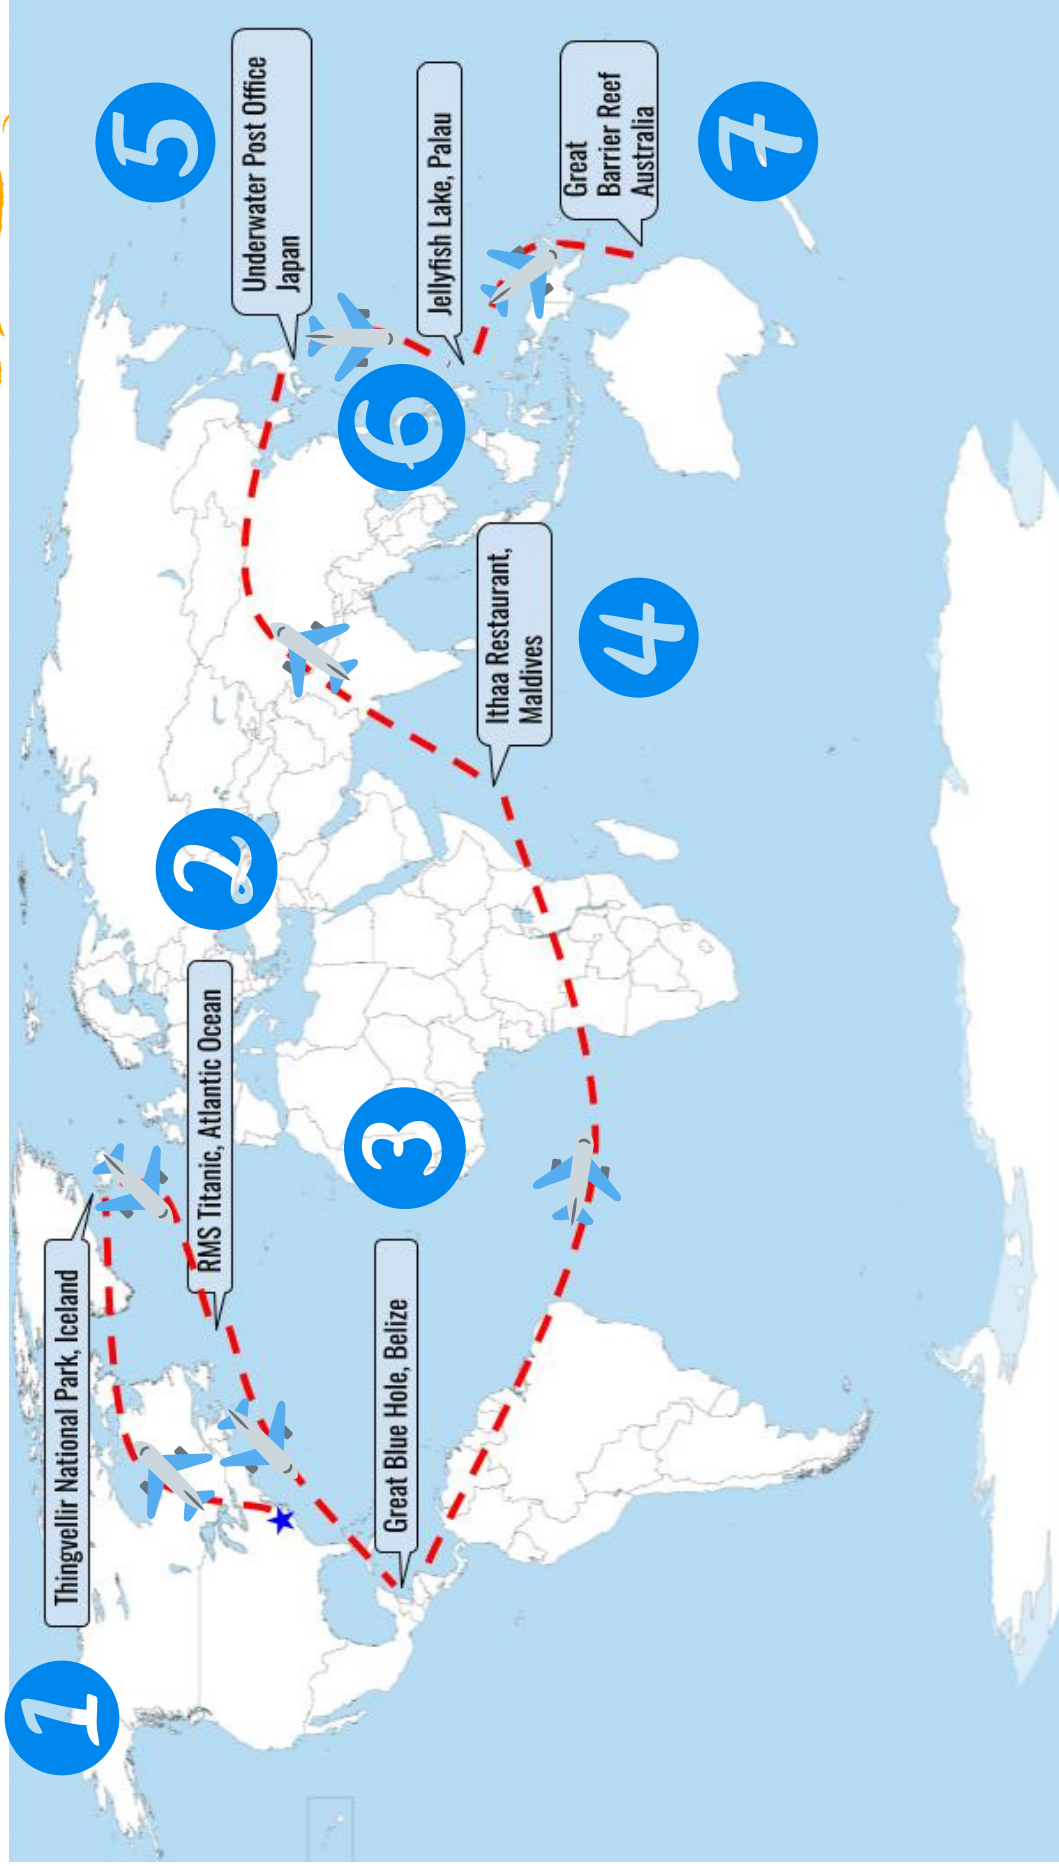 1
Thingvellir National Park, Iceland
2
RMS Titanic, Atlantic Ocean
3
Great Blue Hole, Belize
4
Ithaa Restaurant,
Maldives
5
Underwater Post Office
Japan
6
Jellyfish Lake, Palau
7
Great
Barrier Reef
Australia